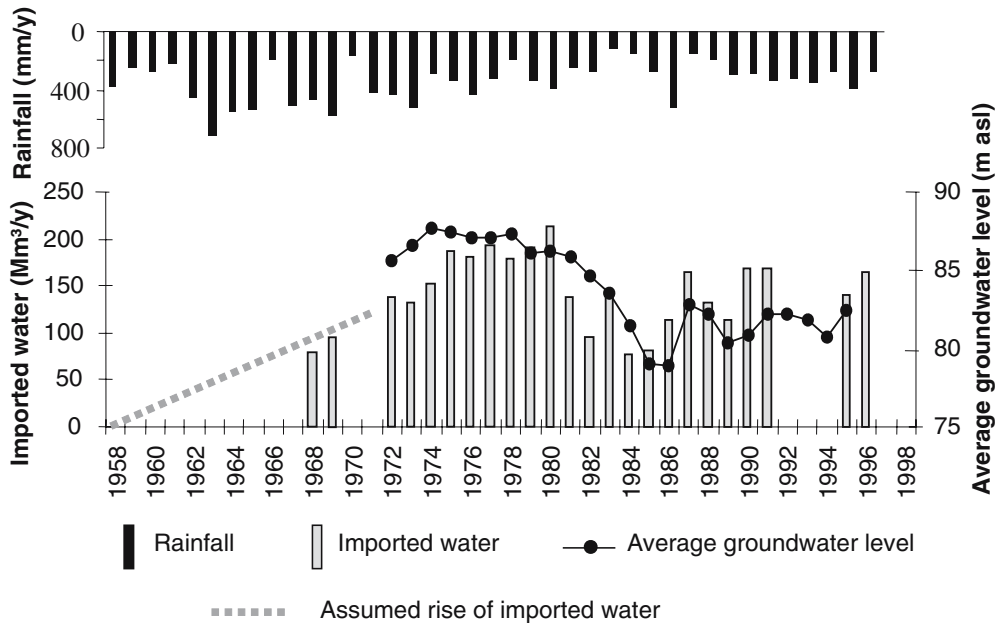 Rainfall (mm/y)
0
400
800
Imported water (Mm³/y)
250
200
150
100
50
0
Average groundwater level (m asl)
90
85
80
75
1958 1960 1962 1964 1966 1968 1970 1972 1974 1976 1978 1980 1982 1984 1986 1988 1990 1992 1994 1996 1998
Rainfall Imported water Average groundwater level
Assumed rise of imported water